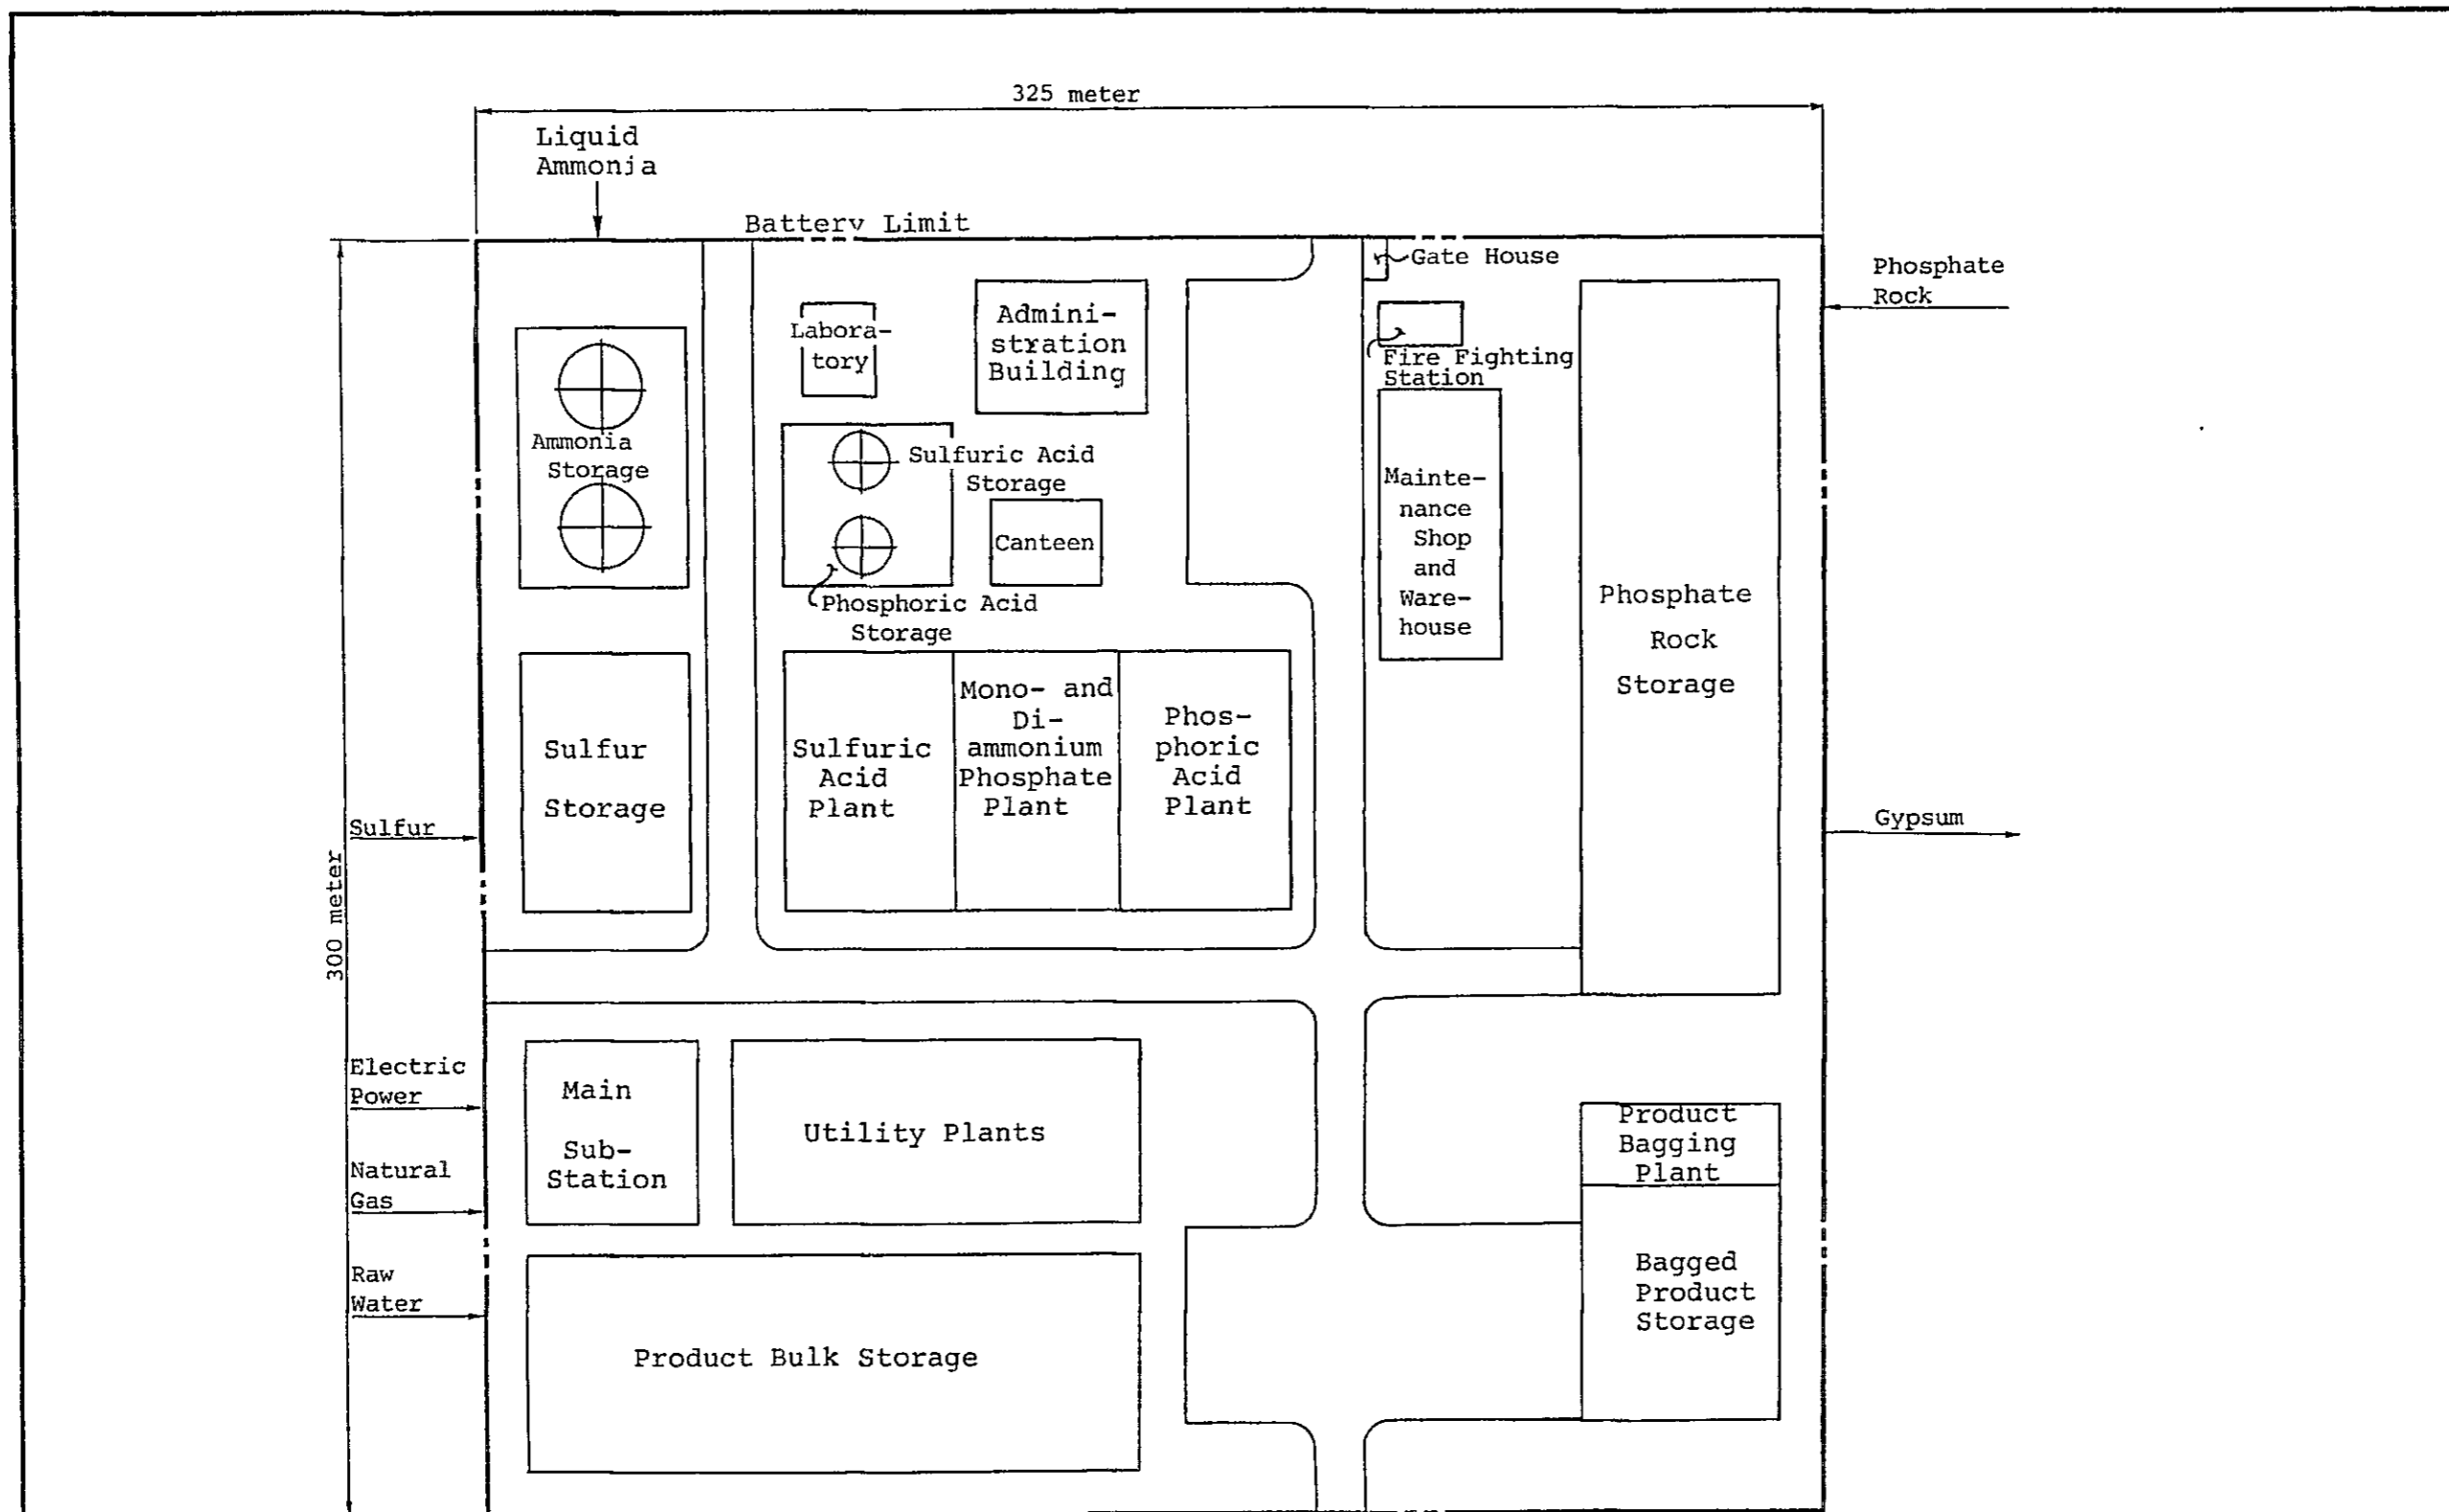 325 meter
Liquid
Ammonia
Battery Limit
Gate House
Phosphate
Rock
Labora-
tory
Admini-
stration
Building
Fire Fighting
Station
Ammonia
Storage
Sulfuric Acid
Storage
Canteen
Phosphoric Acid
Storage
Mainte-
nance
Shop
and
Ware-
house
Phosphate
Rock
Storage
Sulfur
Storage
Sulfuric
Acid
Plant
Mono- and
Di-
ammonium
Phosphate
Plant
Phos-
phoric
Acid
Plant
Sulfur
Gypsum
300 meter
Electric
Power
Main
Sub-
Station
Utility Plants
Product
Bagging
Plant
Natural
Gas
Raw
Water
Bagged
Product
Storage
Product Bulk Storage